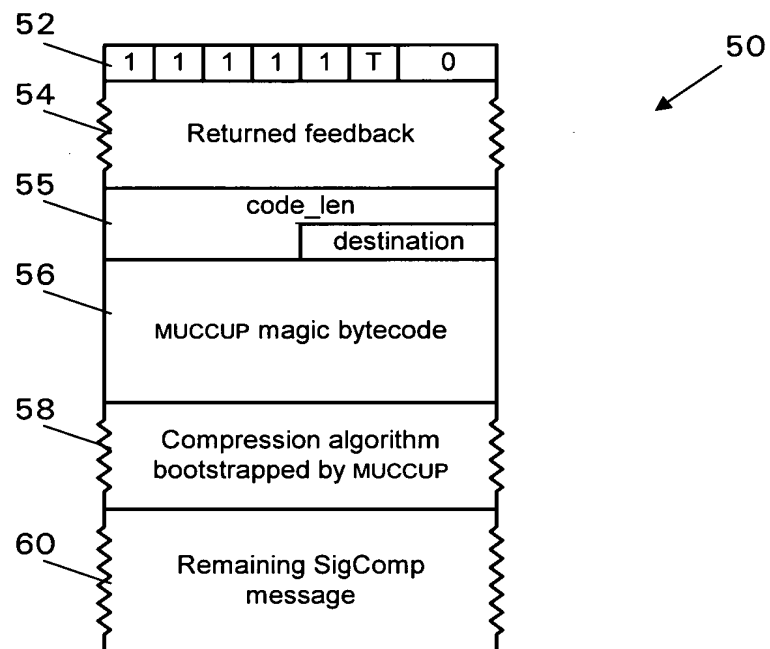 52
1 1 1 1 1 T 0
50
54
Returned feedback
55
code_len
destination
56
MUCCUP magic bytecode
58
Compression algorithm
bootstrapped by MUCCUP
60
Remaining SigComp
message